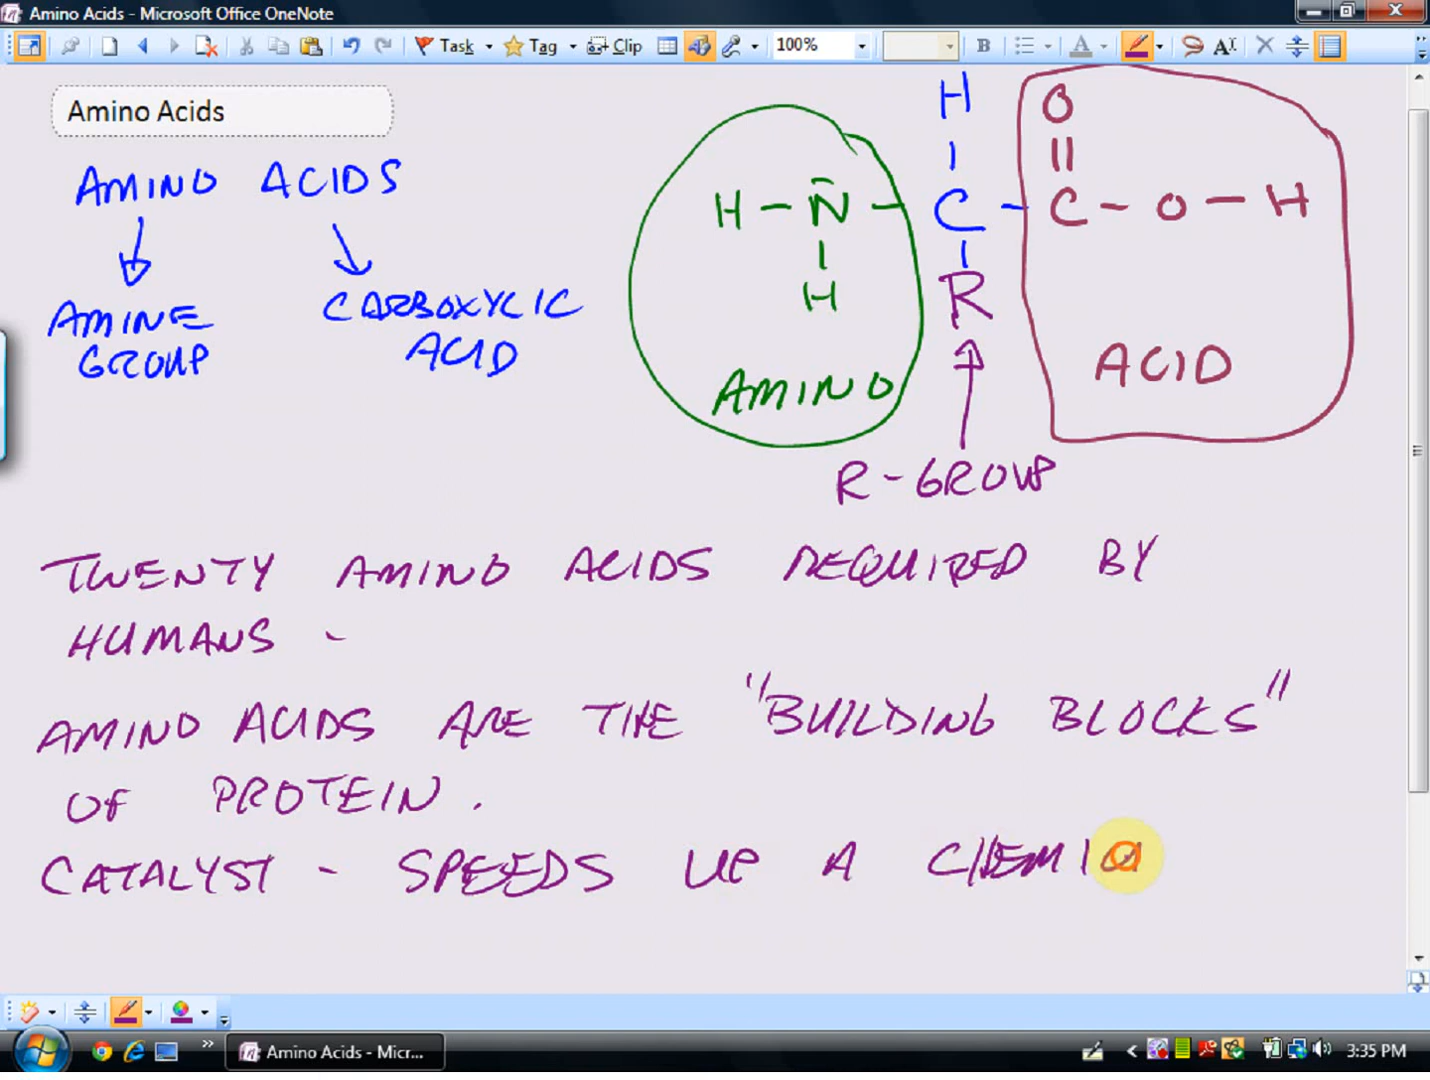 Amino Acids - Microsoft Office OneNote
Task Tag Clip 100% B A
Amino Acids
AMINO ACIDS
AMINE GROUP
CARBOXYCIC ACID
H
O
H - N - C - C - O - H
H
R
AMINO
ACID
R - GROUP
TWENTY AMINO ACIDS REQUIRED BY
HUMANS -
AMINO ACIDS ARE THE "BUILDING BLOCKS"
OF PROTEIN.
CATALYST - SPEEDS UP A CHEMIC
Amino Acids - Micr...
3:35 PM